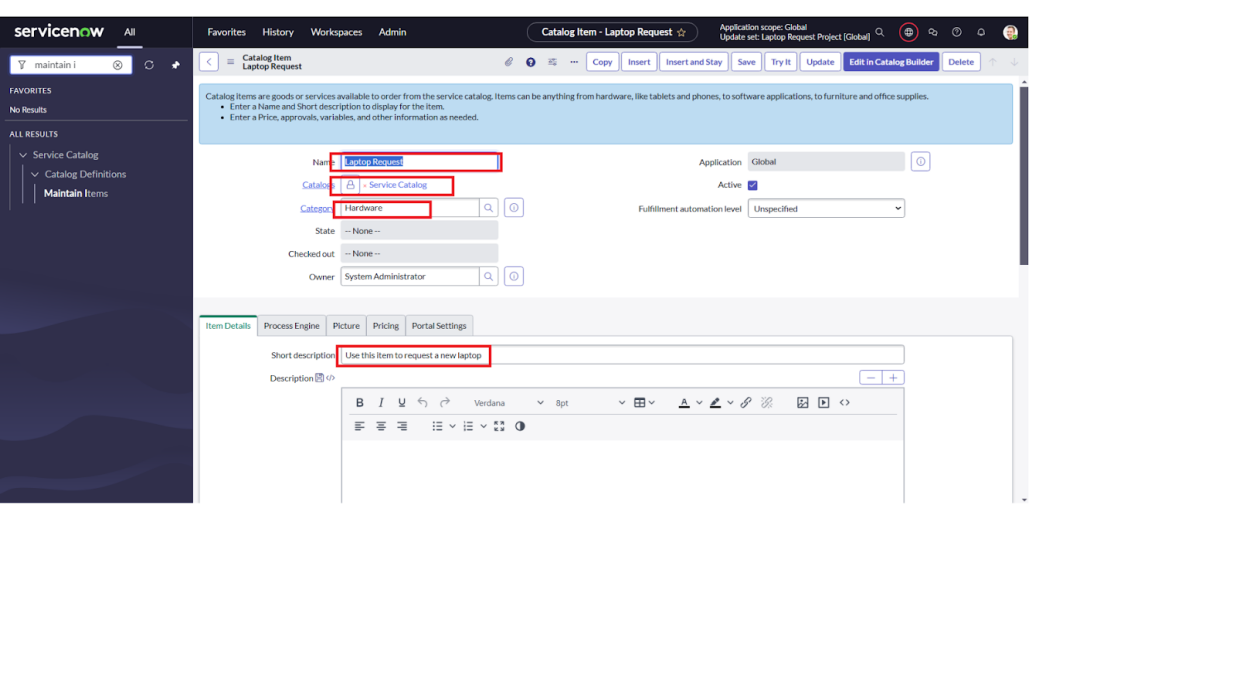 servicenow All Favorites History Workspaces Admin Catalog Item - Laptop Request Application scope: Global
Update set: Laptop Request Project [Global]
maintain i
Catalog Item
Laptop Request
Copy Insert Insert and Stay Save Try It Update Edit in Catalog Builder Delete
FAVORITES
No Results
ALL RESULTS
Service Catalog
Catalog Definitions
Maintain Items
Catalog Items are goods or services available to order from the service catalog. Items can be anything from hardware, like tablets and phones, to software applications, to furniture and office supplies.
• Enter a Name and Short description to display for the item.
• Enter a Price, approvals, variables, and other information as needed.
Name Laptop Request
Application Global
Catalogs Service Catalog
Active
Category Hardware
Fulfillment automation level Unspecified
State -- None --
Checked out -- None --
Owner System Administrator
Item Details Process Engine Picture Pricing Portal Settings
Short description Use this item to request a new laptop
Description
B I U Verdana 8pt A